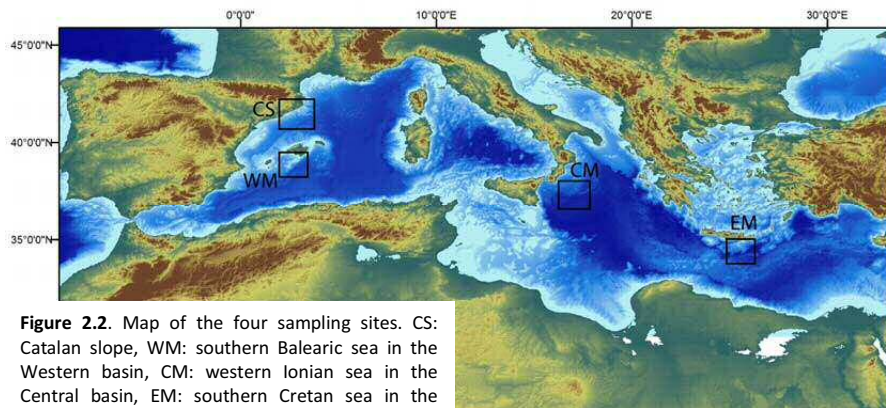 0°0'0" 10°0'0"E 20°0'0"E 30°0'0"E
45°0'0"N
CS
40°0'0"N
WM
CM
EM
35°0'0"N
Figure 2.2. Map of the four sampling sites. CS:
Catalan slope, WM: southern Balearic sea in the
Western basin, CM: western Ionian sea in the
Central basin, EM: southern Cretan sea in the